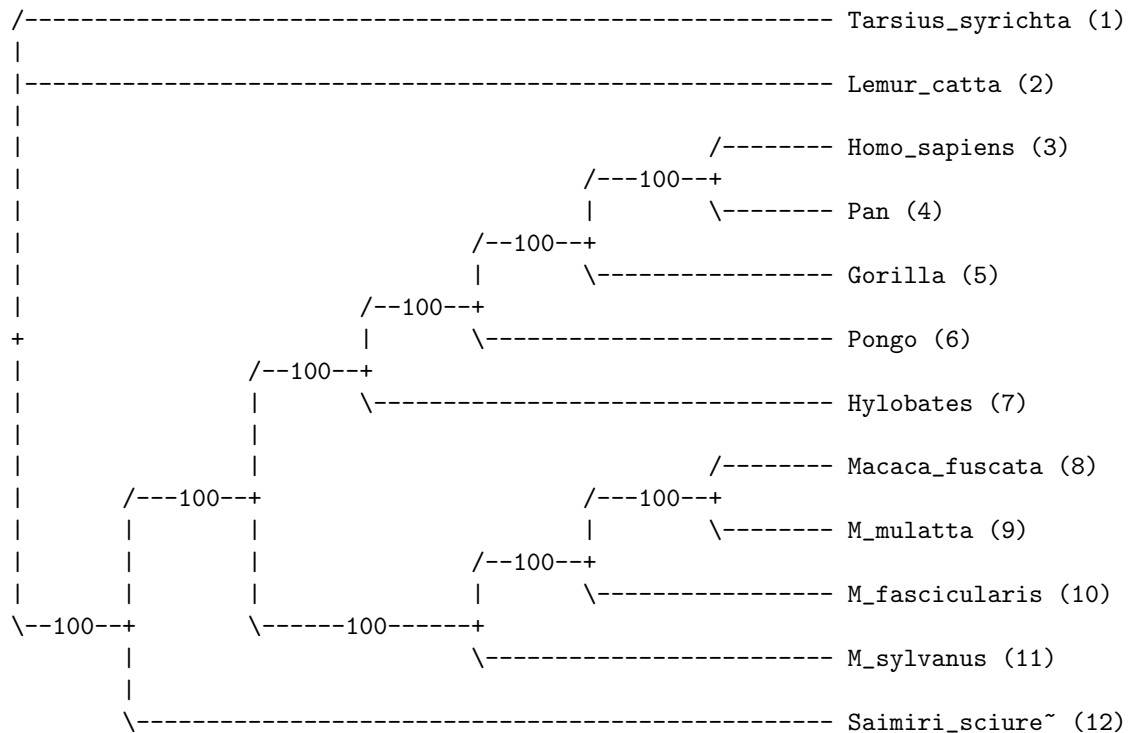 /---------------------------------------------------------- Tarsius_syrichta (1)
|
|---------------------------------------------------------- Lemur_catta (2)
|
|                                                 /-------- Homo_sapiens (3)
|                                        /---100--+
|                                        |        \-------- Pan (4)
|                                /--100--+
|                                |       \----------------- Gorilla (5)
|                        /--100--+
+                        |       \------------------------- Pongo (6)
|                /--100--+
|                |       \--------------------------------- Hylobates (7)
|                |
|                |                                /-------- Macaca_fuscata (8)
|       /---100--+                       /---100--+
|       |        |                       |        \-------- M_mulatta (9)
|       |        |               /--100--+
|       |        |               |       \----------------- M_fascicularis (10)
\--100--+        \------100------+
        |                        \------------------------- M_sylvanus (11)
        |
        \-------------------------------------------------- Saimiri_sciure~ (12)